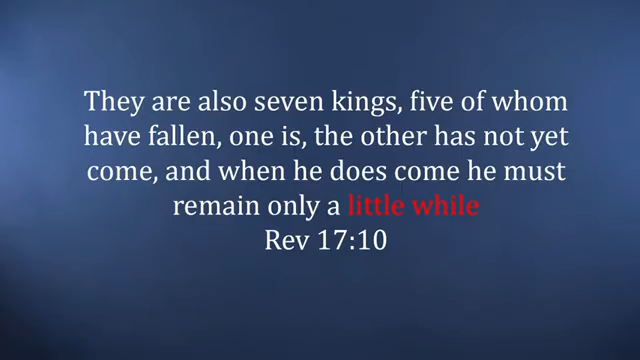 They are also seven kings, five of whom
have fallen, one is, the other has not yet
come, and when he does come he must
remain only a little while
Rev 17:10